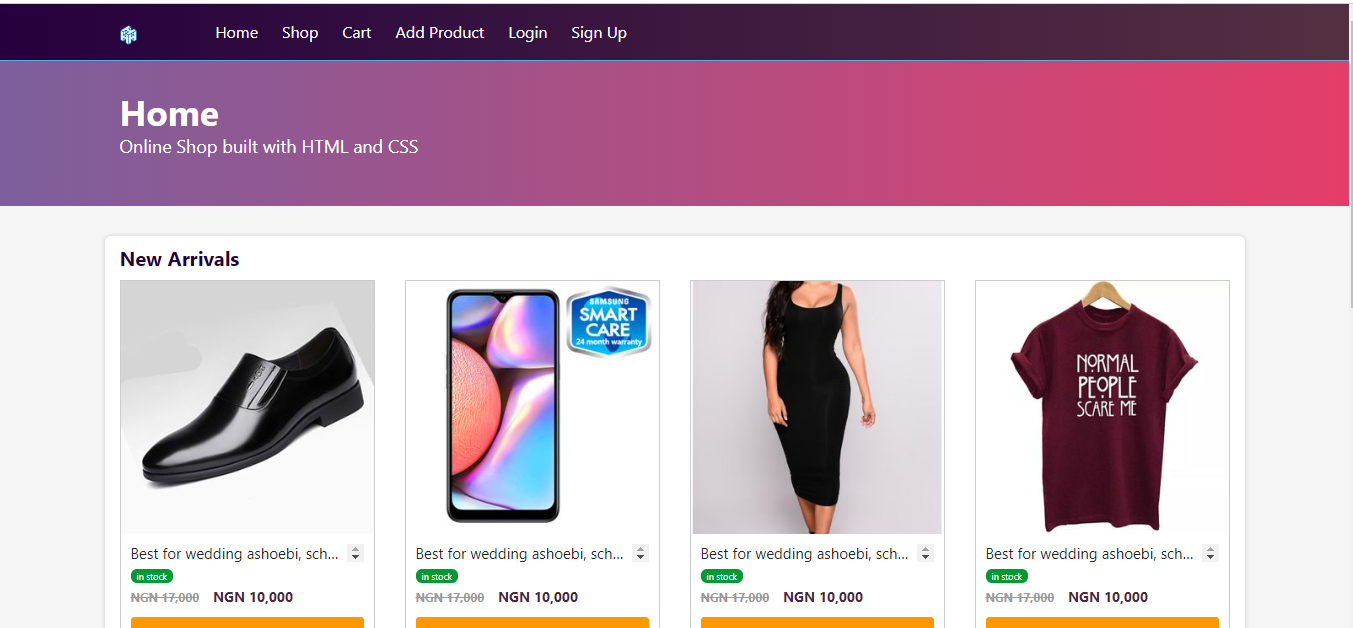 Home Shop Cart Add Product Login Sign Up
Home
Online Shop built with HTML and CSS
New Arrivals
SAMSUNG
SMART
CARE
24 month warranty
NORMAL
PEOPLE
SCARE ME
Best for wedding ashoebi, sch... Best for wedding ashoebi, sch... Best for wedding ashoebi, sch... Best for wedding ashoebi, sch...
in stock in stock in stock in stock
NGN 17,000 NGN 10,000 NGN 17,000 NGN 10,000 NGN 17,000 NGN 10,000 NGN 17,000 NGN 10,000